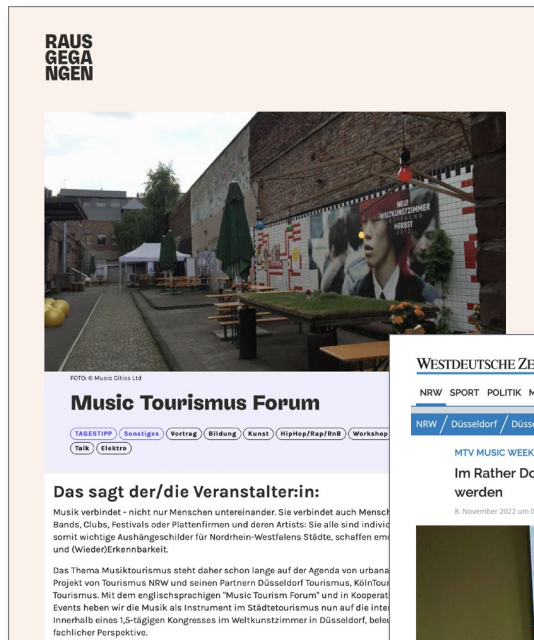 RAUS
GEGA
NGEN
NEUE
WELTKUNSTZIMMER
HERBST
FOTO: © Music Cities Ltd
Music Tourismus Forum
TAGESTIPP Sonstiges Vortrag Bildung Kunst HipHop/Rap/RnB Workshop
Talk Elektro
Das sagt der/die Veranstalter:in:
Musik verbindet - nicht nur Menschen untereinander. Sie verbindet auch Mensch
Bands, Clubs, Festivals oder Plattenfirmen und deren Artists: Sie alle sind individ
somit wichtige Aushängeschilder für Nordrhein-Westfalens Städte, schaffen emo
und (Wieder)Erkennbarkeit.
Das Thema Musiktourismus steht daher schon lange auf der Agenda von urbana
Projekt von Tourismus NRW und seinen Partnern Düsseldorf Tourismus, KölnTour
Tourismus. Mit dem englischsprachigen "Music Tourism Forum" und in Kooperat
Events heben wir die Musik als Instrument im Städtetourismus nun auf die inter
Innerhalb eines 1,5-tägigen Kongresses im Weltkunstzimmer in Düsseldorf, beleu
fachlicher Perspektive.
WESTDEUTSCHE ZE
NRW SPORT POLITIK M
NRW / Düsseldorf / Düsse
MTV MUSIC WEEK
Im Rather Do
werden
8. November 2022 um 0